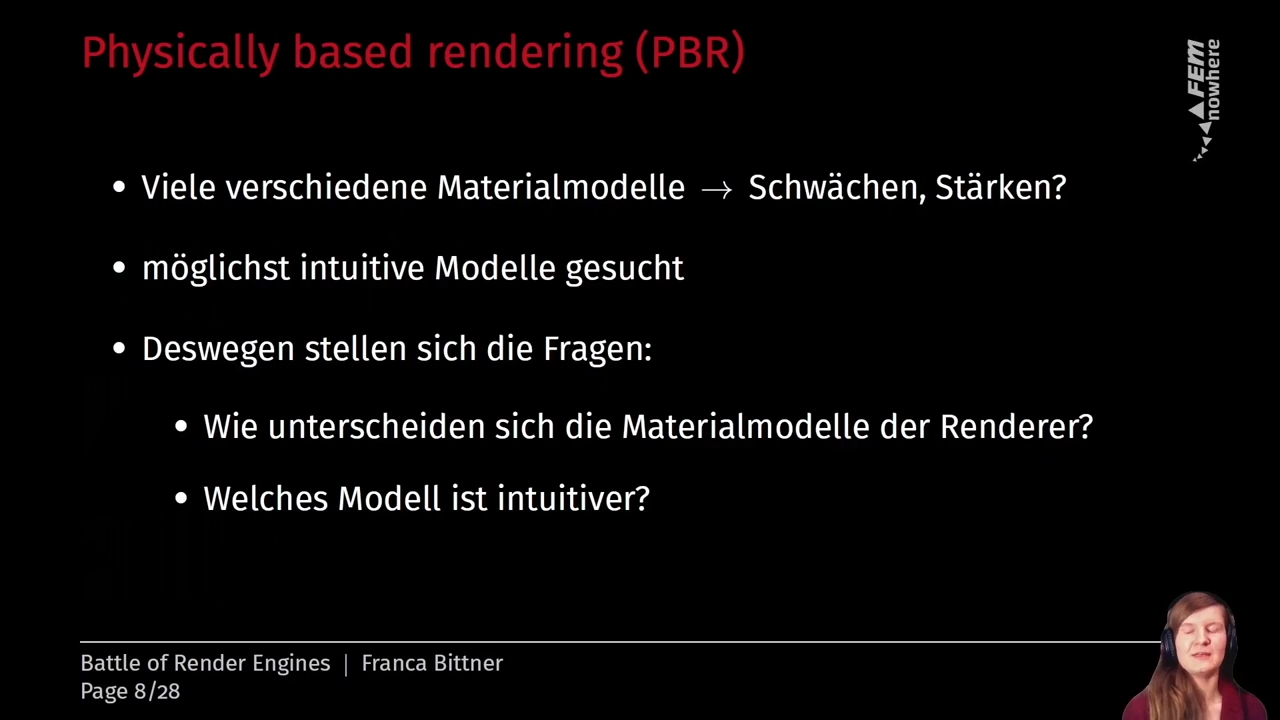 Physically based rendering (PBR)
FEM
nowhere
• Viele verschiedene Materialmodelle → Schwächen, Stärken?
• möglichst intuitive Modelle gesucht
• Deswegen stellen sich die Fragen:
• Wie unterscheiden sich die Materialmodelle der Renderer?
• Welches Modell ist intuitiver?
Battle of Render Engines | Franca Bittner
Page 8/28